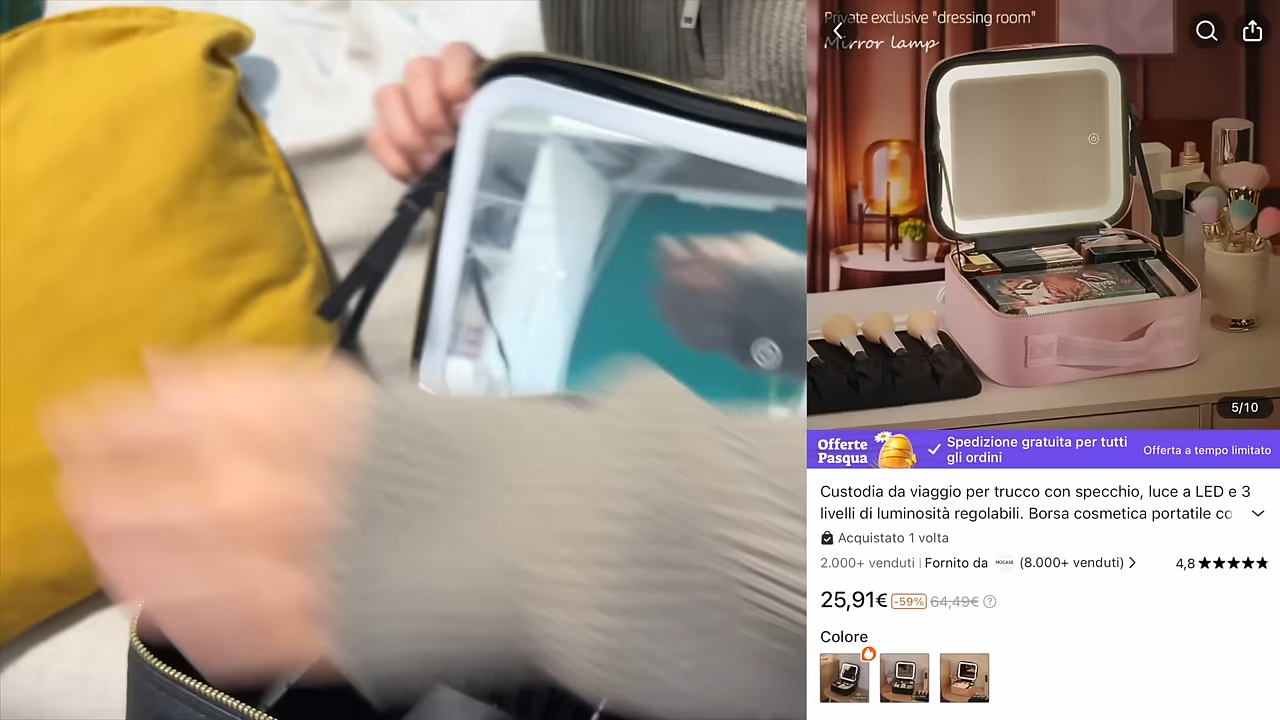 Private exclusive "dressing room"
Mirror lamp
5/10
Offerte
Pasqua
Spedizione gratuita per tutti
gli ordini
Offerta a tempo limitato
Custodia da viaggio per trucco con specchio, luce a LED e 3
livelli di luminosità regolabili. Borsa cosmetica portatile co
Acquistato 1 volta
2.000+ venduti | Fornito da MOCASE (8.000+ venduti)
4,8
25,91€ -59% 64,49€
Colore